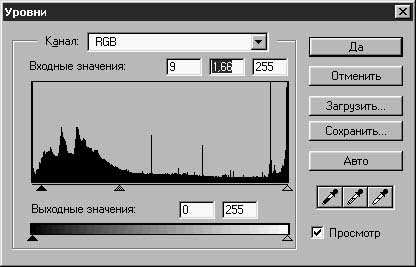 Уровни
Канал: RGB
Входные значения: 9 1,66 255
Выходные значения: 0 255
Да
Отменить
Загрузить...
Сохранить...
Авто
Просмотр